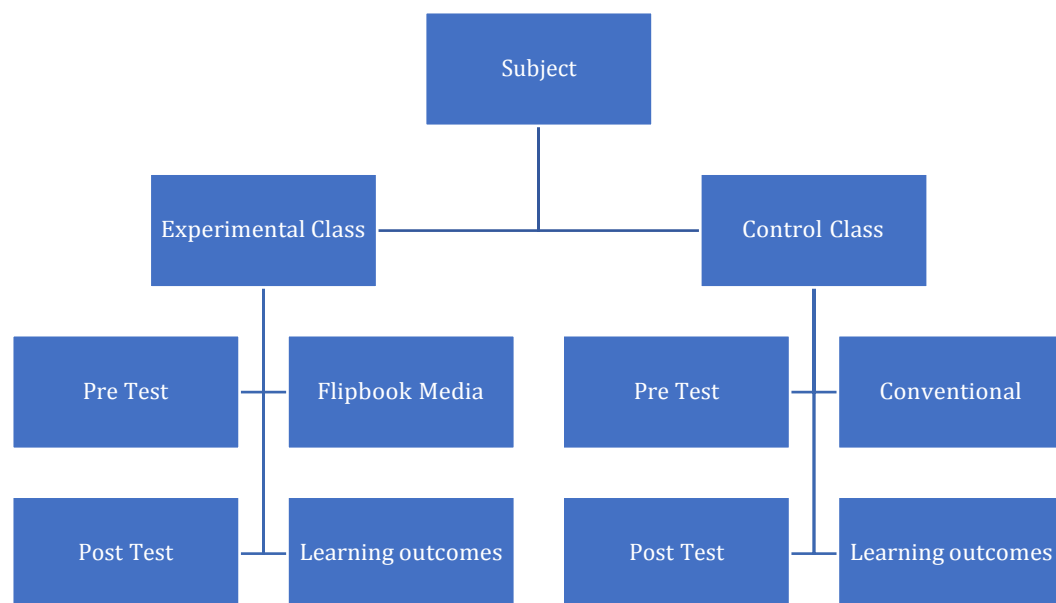 Subject
Experimental Class
Control Class
Pre Test
Flipbook Media
Pre Test
Conventional
Post Test
Learning outcomes
Post Test
Learning outcomes